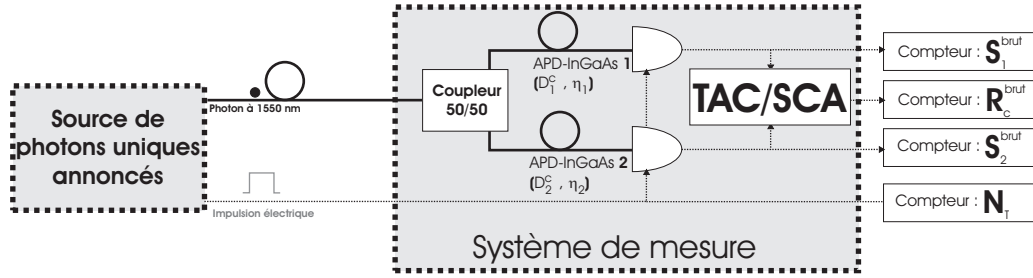 Source de
photons uniques
annoncés
Photon à 1550 nm
Impulsion électrique
Coupleur
50/50
APD-InGaAs 1
(D₁ᶜ , η₁)
APD-InGaAs 2
(D₂ᶜ , η₂)
TAC/SCA
Système de mesure
Compteur : S₁ᵇʳᵘᵗ
Compteur : R_cᵇʳᵘᵗ
Compteur : S₂ᵇʳᵘᵗ
Compteur : N_T